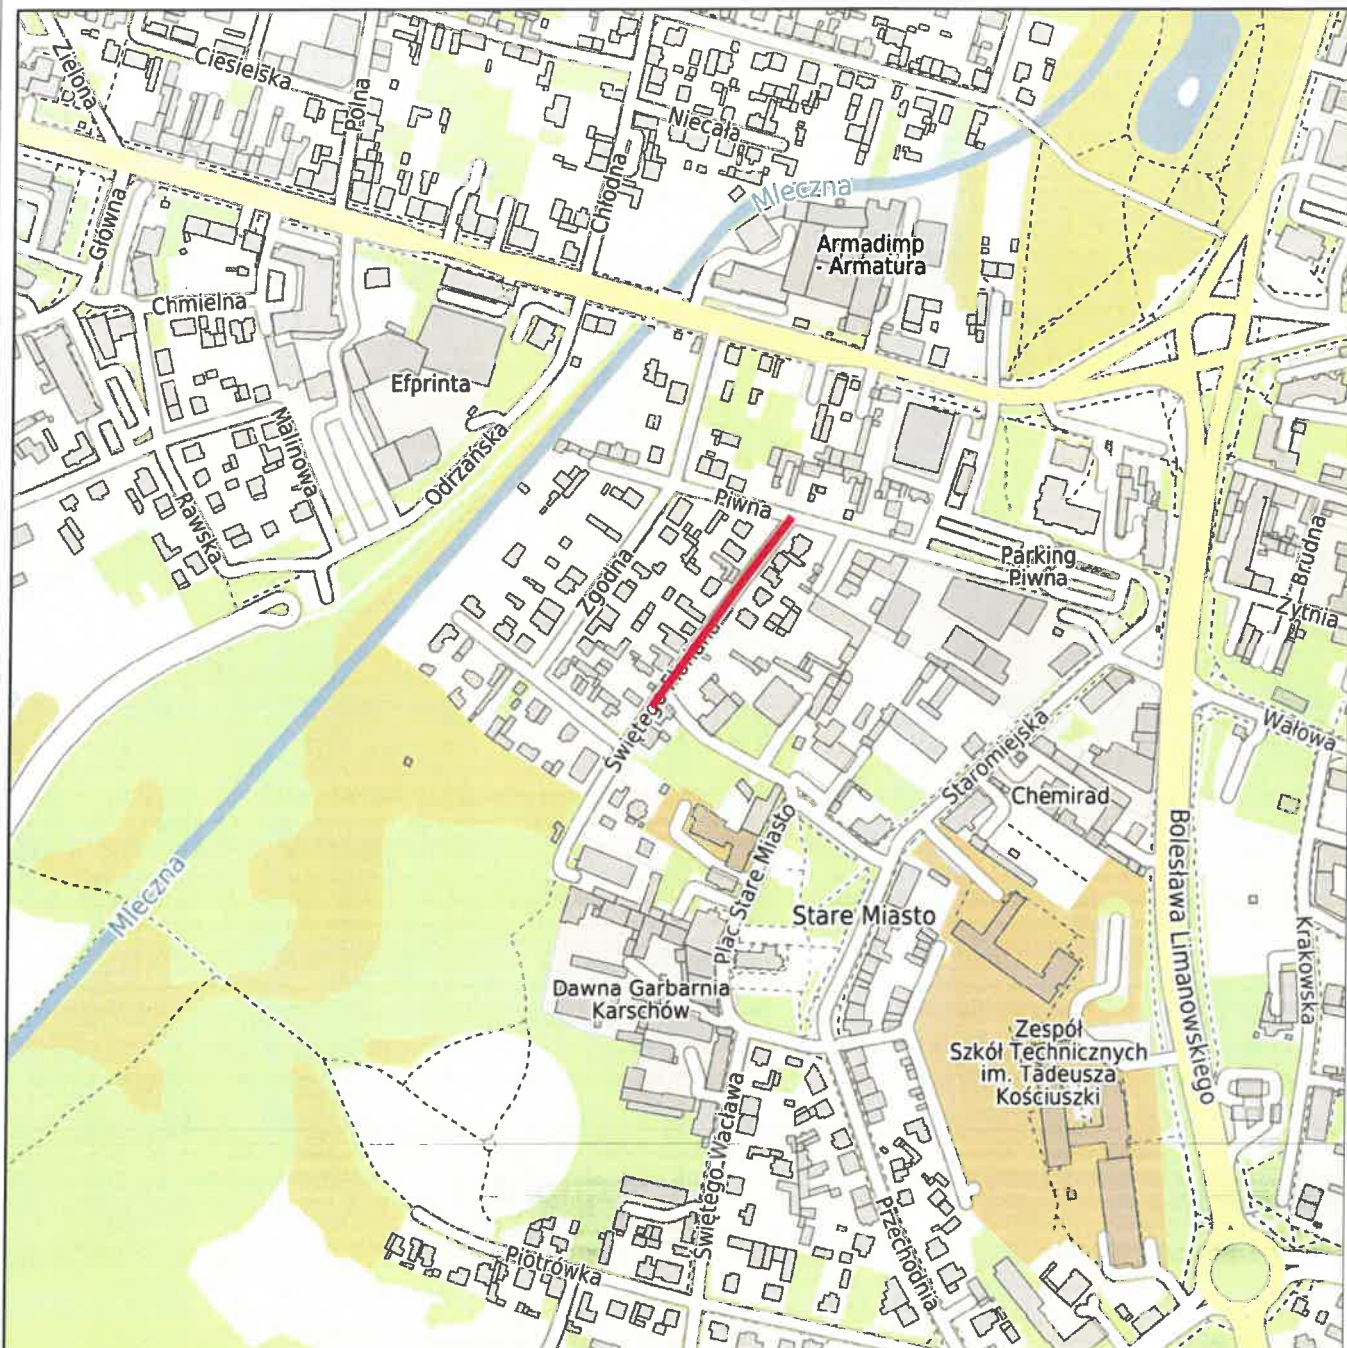 Zielona
Ciesielska
Polna
Niecała
Chłodna
Mleczna
Główna
Armadimp
- Armatura
Chmielna
Efprinta
Malinowa
Odrzańska
Rawska
Piwna
Zgodna
Parking
Piwna
Brudna
Żytnia
Świętego
Wałowa
Staromiejska
Chemirad
Mleczna
Plac Stare Miasto
Stare Miasto
Bolesława Limanowskiego
Krakowska
Dawna Garbarnia
Karschów
Zespół
Szkół Technicznych
im. Tadeusza
Kościuszki
Świętego Wacława
Przechodnia
Piotrówka